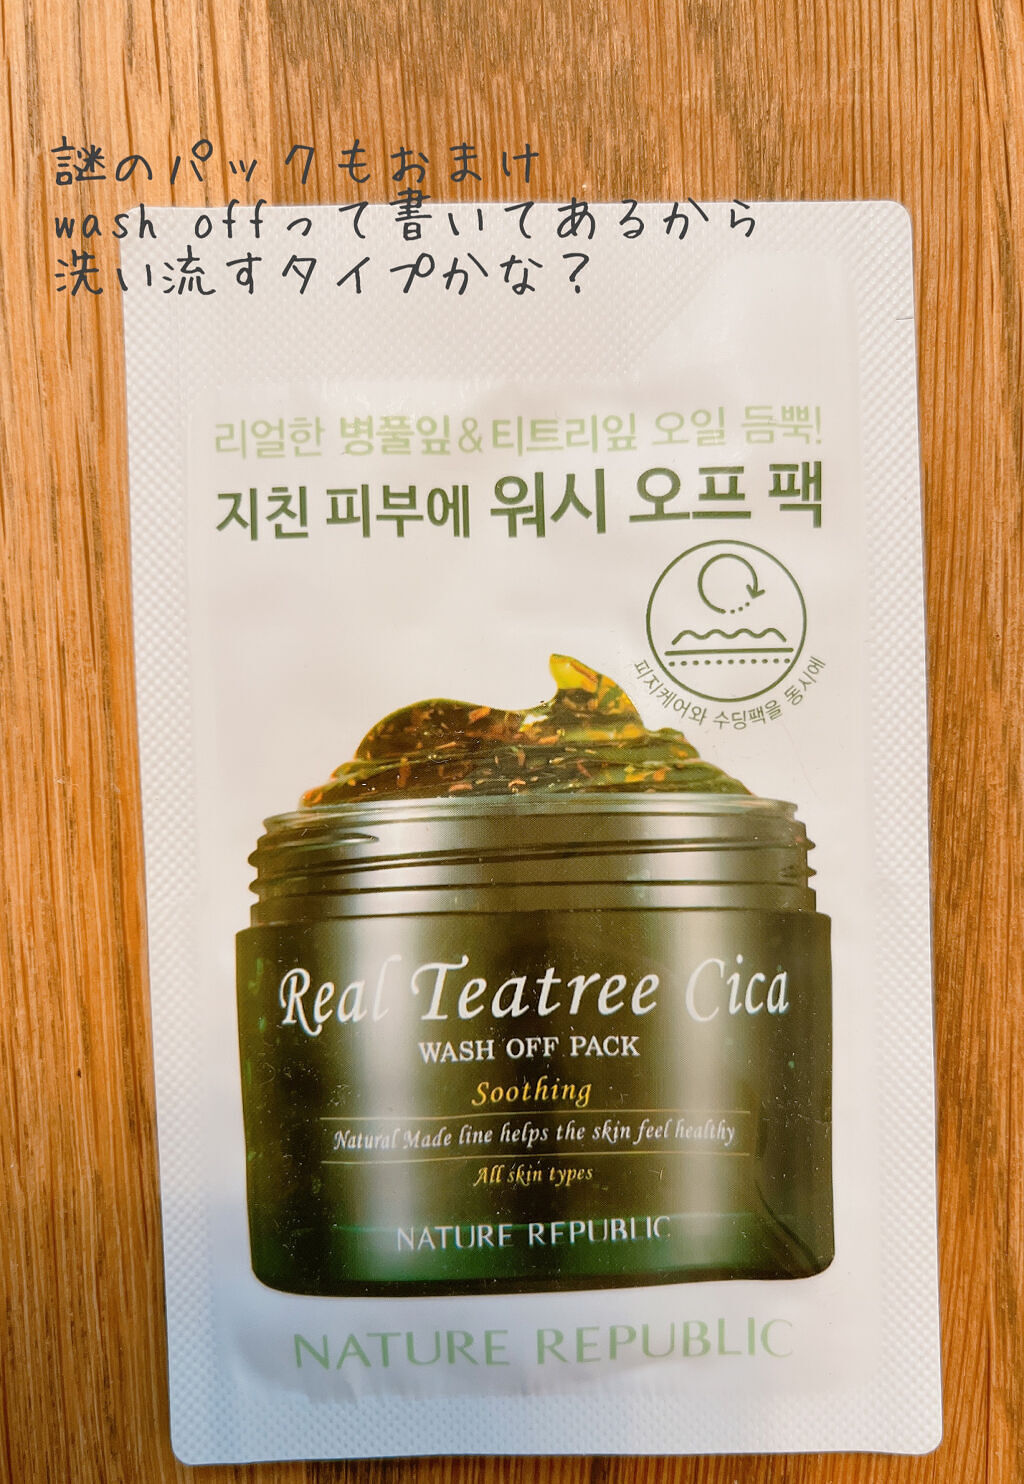 謎のパックもおまけ
wash offって書いてあるから
洗い流すタイプかな？
리얼한 병풀잎&티트리잎 오일 듬뿍!
지친 피부에 워시 오프 팩
피지케어와 수딩팩을 동시에
Real Teatree Cica
WASH OFF PACK
Soothing
Natural Made line helps the skin feel healthy
All skin types
NATURE REPUBLIC
NATURE REPUBLIC